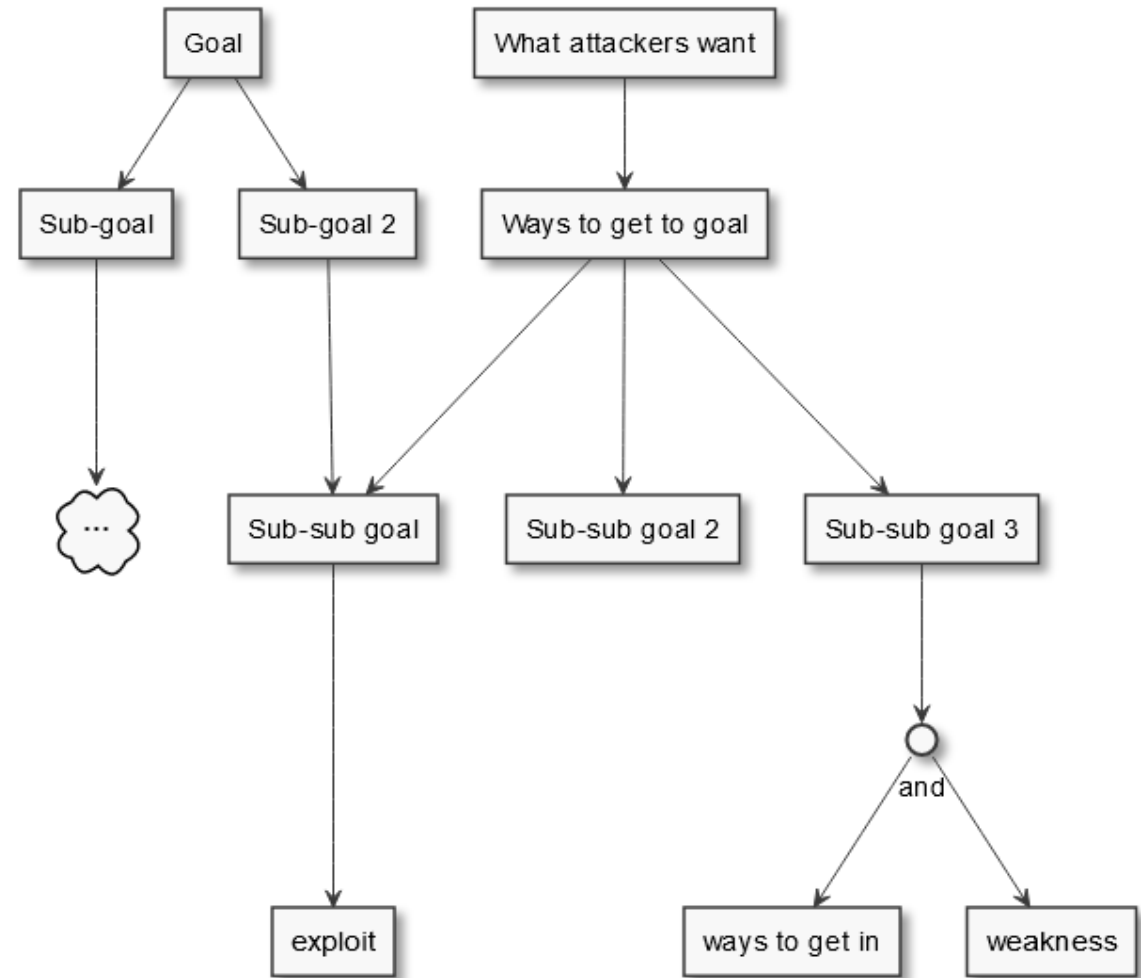 Goal
What attackers want
Sub-goal
Sub-goal 2
Ways to get to goal
...
Sub-sub goal
Sub-sub goal 2
Sub-sub goal 3
and
exploit
ways to get in
weakness